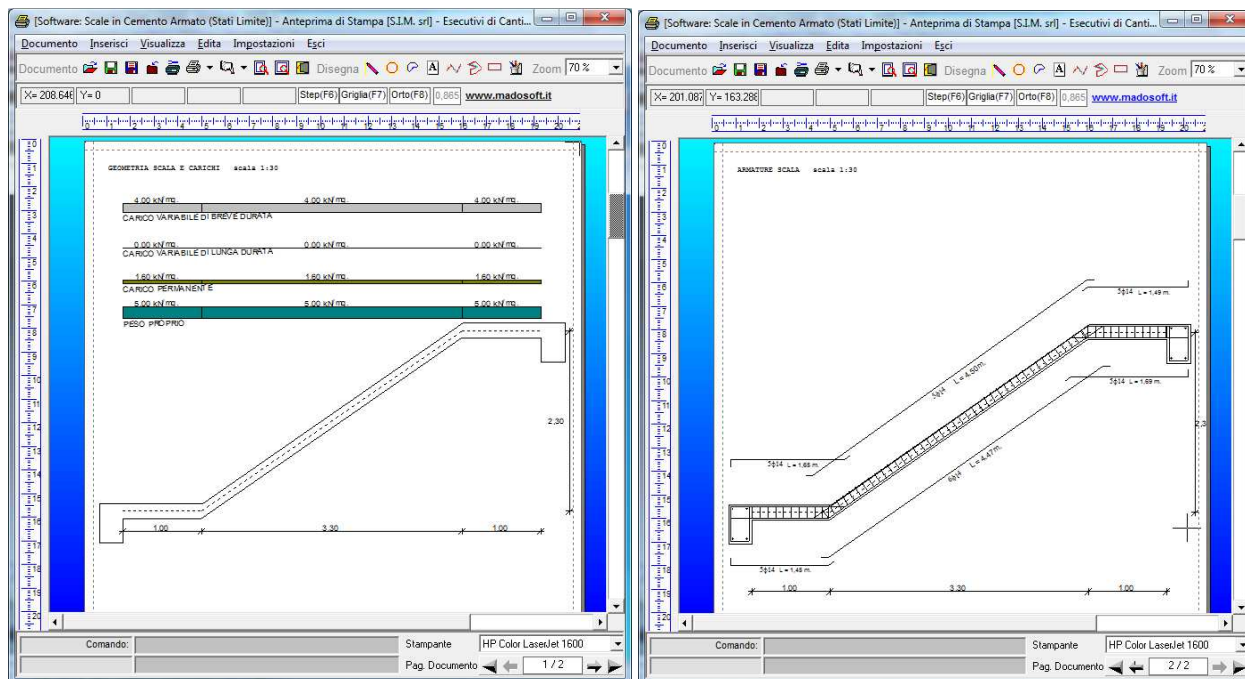 [Software: Scale in Cemento Armato (Stati Limite)] - Anteprima di Stampa [S.I.M. srl] - Esecutivi di Canti...
Documento Inserisci Visualizza Edita Impostazioni Esci
Documento Disegna Zoom 70 %
X= 208.646 Y= 0 Step(F6) Griglia(F7) Orto(F8) 0,865 www.madosoft.it
GEOMETRIA SCALA E CARICHI scala 1:30
4.00 kN/mq. 4.00 kN/mq. 4.00 kN/mq.
CARICO VARIABILE DI BREVE DURATA
0.00 kN/mq. 0.00 kN/mq. 0.00 kN/mq.
CARICO VARIABILE DI LUNGA DURATA
1.60 kN/mq. 1.60 kN/mq. 1.60 kN/mq.
CARICO PERMANENTE
5.00 kN/mq. 5.00 kN/mq. 5.00 kN/mq.
PESO PROPRIO
2,30
1.00 3.30 1.00
Comando: Stampante HP Color LaserJet 1600
Pag. Documento 1 / 2
[Software: Scale in Cemento Armato (Stati Limite)] - Anteprima di Stampa [S.I.M. srl] - Esecutivi di Canti...
Documento Inserisci Visualizza Edita Impostazioni Esci
Documento Disegna Zoom 70 %
X= 201.087 Y= 163.286 Step(F6) Griglia(F7) Orto(F8) 0,865 www.madosoft.it
ARMATURE SCALA scala 1:30
5ϕ14 L = 1,49 m.
5ϕ14 L = 4.50 m.
5ϕ14 L = 1,69 m.
2,3
5ϕ14 L = 1,68 m.
6ϕ14 L = 4.47 m.
5ϕ14 L = 1,48 m.
1.00 3.30 1.00
Comando: Stampante HP Color LaserJet 1600
Pag. Documento 2 / 2